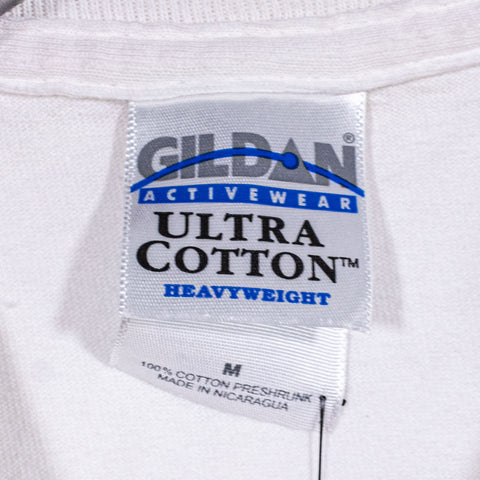 GILDAN®
ACTIVEWEAR
ULTRA
COTTON™
HEAVYWEIGHT
M
100% COTTON PRESHRUNK
MADE IN NICARAGUA